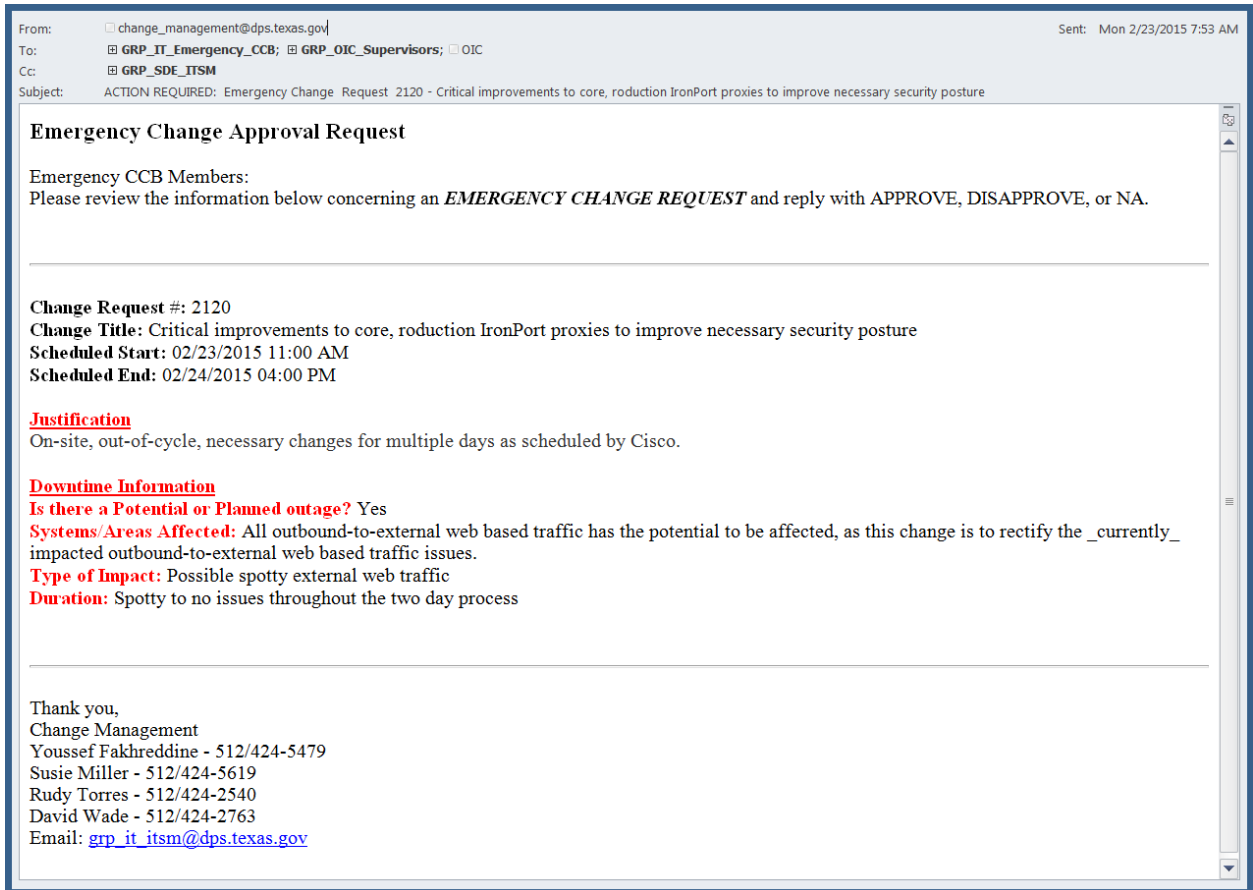 From: change_management@dps.texas.gov Sent: Mon 2/23/2015 7:53 AM
To: GRP_IT_Emergency_CCB; GRP_OIC_Supervisors; OIC
Cc: GRP_SDE_ITSM
Subject: ACTION REQUIRED: Emergency Change Request 2120 - Critical improvements to core, roduction IronPort proxies to improve necessary security posture
Emergency Change Approval Request
Emergency CCB Members:
Please review the information below concerning an EMERGENCY CHANGE REQUEST and reply with APPROVE, DISAPPROVE, or NA.
Change Request #: 2120
Change Title: Critical improvements to core, roduction IronPort proxies to improve necessary security posture
Scheduled Start: 02/23/2015 11:00 AM
Scheduled End: 02/24/2015 04:00 PM
Justification
On-site, out-of-cycle, necessary changes for multiple days as scheduled by Cisco.
Downtime Information
Is there a Potential or Planned outage? Yes
Systems/Areas Affected: All outbound-to-external web based traffic has the potential to be affected, as this change is to rectify the _currently_
impacted outbound-to-external web based traffic issues.
Type of Impact: Possible spotty external web traffic
Duration: Spotty to no issues throughout the two day process
Thank you,
Change Management
Youssef Fakhreddine - 512/424-5479
Susie Miller - 512/424-5619
Rudy Torres - 512/424-2540
David Wade - 512/424-2763
Email: grp_it_itsm@dps.texas.gov